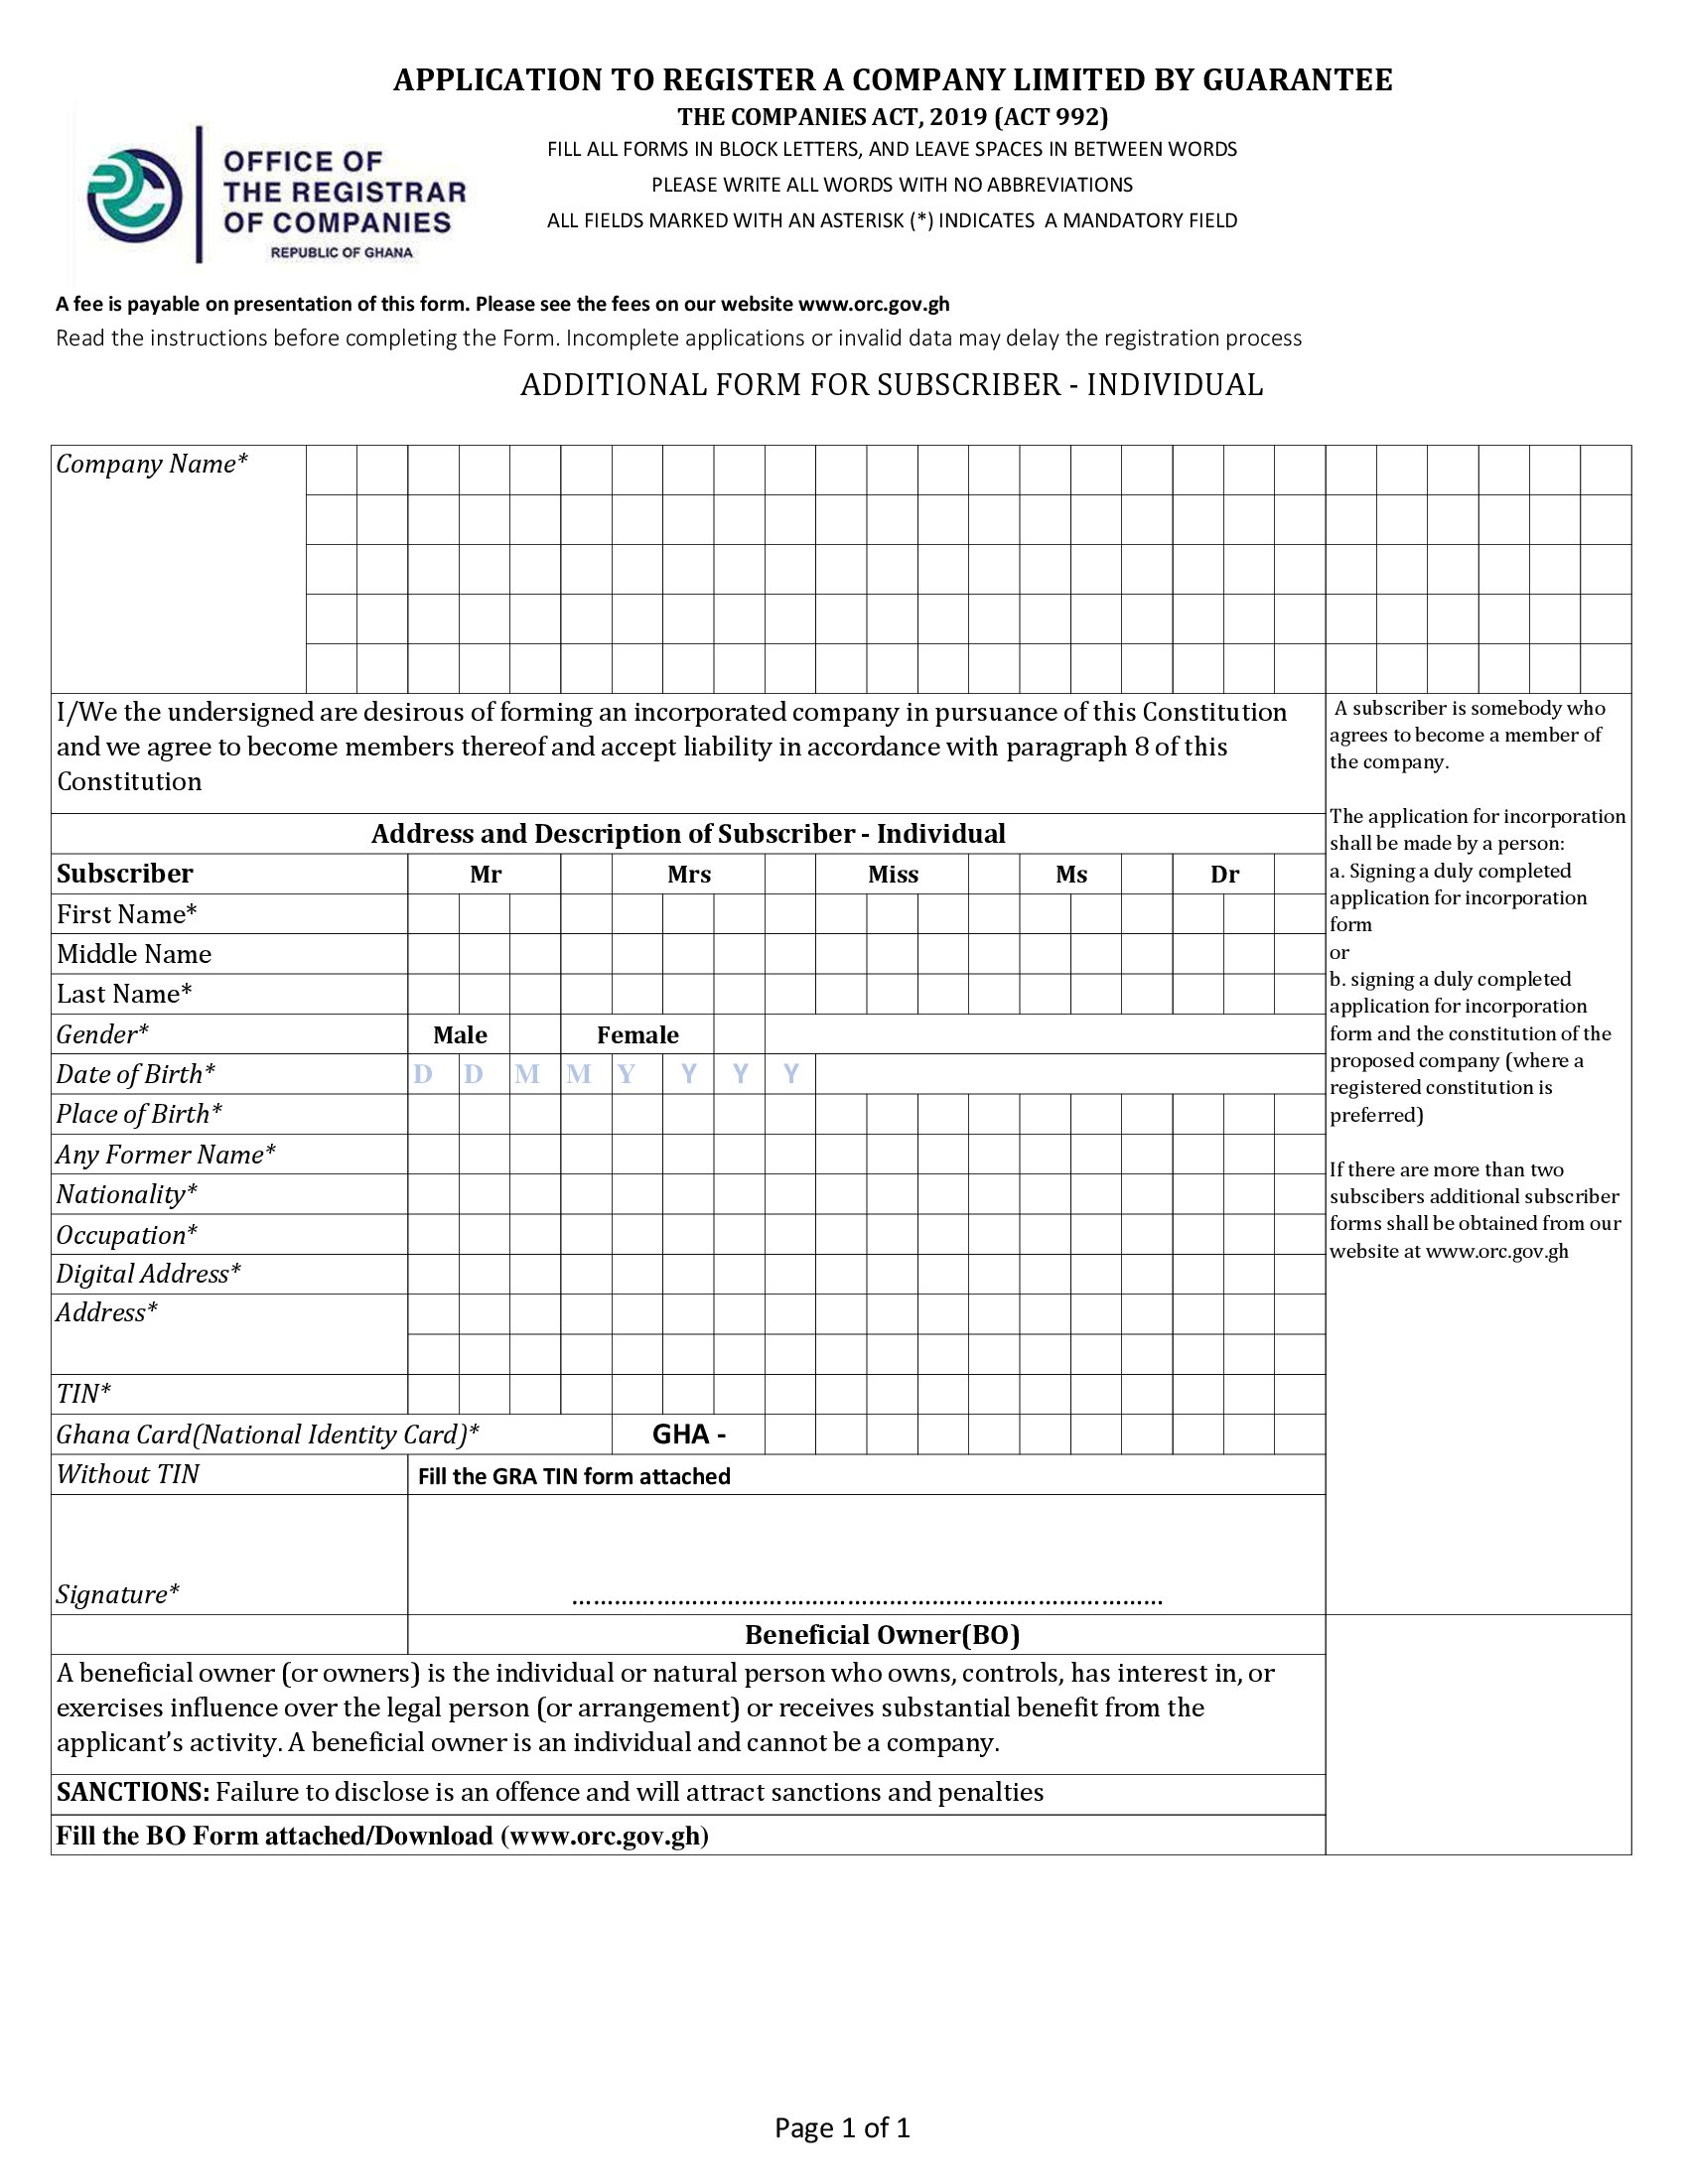 APPLICATION TO REGISTER A COMPANY LIMITED BY GUARANTEE
THE COMPANIES ACT, 2019 (ACT 992)
FILL ALL FORMS IN BLOCK LETTERS, AND LEAVE SPACES IN BETWEEN WORDS
PLEASE WRITE ALL WORDS WITH NO ABBREVIATIONS
ALL FIELDS MARKED WITH AN ASTERISK (*) INDICATES A MANDATORY FIELD
OFFICE OF
THE REGISTRAR
OF COMPANIES
REPUBLIC OF GHANA
A fee is payable on presentation of this form. Please see the fees on our website www.orc.gov.gh
Read the instructions before completing the Form. Incomplete applications or invalid data may delay the registration process
ADDITIONAL FORM FOR SUBSCRIBER - INDIVIDUAL
Company Name*
I/We the undersigned are desirous of forming an incorporated company in pursuance of this Constitution
and we agree to become members thereof and accept liability in accordance with paragraph 8 of this
Constitution
Address and Description of Subscriber - Individual
Subscriber Mr Mrs Miss Ms Dr
First Name*
Middle Name
Last Name*
Gender* Male Female
Date of Birth* D D M M Y Y Y Y
Place of Birth*
Any Former Name*
Nationality*
Occupation*
Digital Address*
Address*
TIN*
Ghana Card(National Identity Card)* GHA -
Without TIN Fill the GRA TIN form attached
Signature* ....................................................................................
A subscriber is somebody who
agrees to become a member of
the company.
The application for incorporation
shall be made by a person:
a. Signing a duly completed
application for incorporation
form
or
b. signing a duly completed
application for incorporation
form and the constitution of the
proposed company (where a
registered constitution is
preferred)
If there are more than two
subscibers additional subscriber
forms shall be obtained from our
website at www.orc.gov.gh
Beneficial Owner(BO)
A beneficial owner (or owners) is the individual or natural person who owns, controls, has interest in, or
exercises influence over the legal person (or arrangement) or receives substantial benefit from the
applicant’s activity. A beneficial owner is an individual and cannot be a company.
SANCTIONS: Failure to disclose is an offence and will attract sanctions and penalties
Fill the BO Form attached/Download (www.orc.gov.gh)
Page 1 of 1